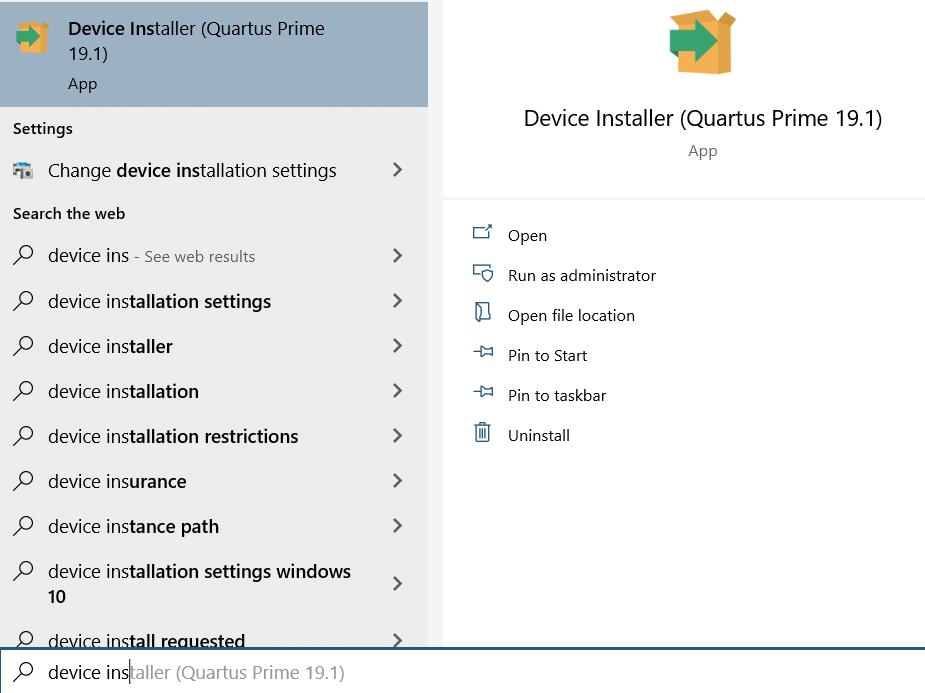 Device Installer (Quartus Prime
19.1)
App
Settings
Change device installation settings
Search the web
device ins - See web results
device installation settings
device installer
device installation
device installation restrictions
device insurance
device instance path
device installation settings windows
10
device install requested
device installer (Quartus Prime 19.1)
Device Installer (Quartus Prime 19.1)
App
Open
Run as administrator
Open file location
Pin to Start
Pin to taskbar
Uninstall